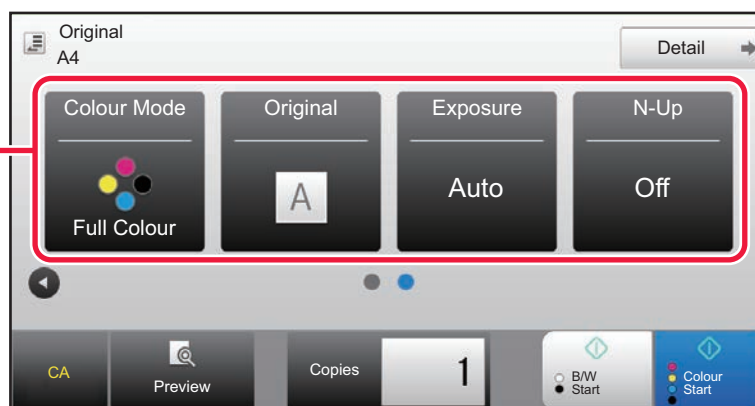 Original
A4
Detail
Colour Mode
Full Colour
Original
A
Exposure
Auto
N-Up
Off
CA
Preview
Copies
1
B/W
Start
Colour
Start